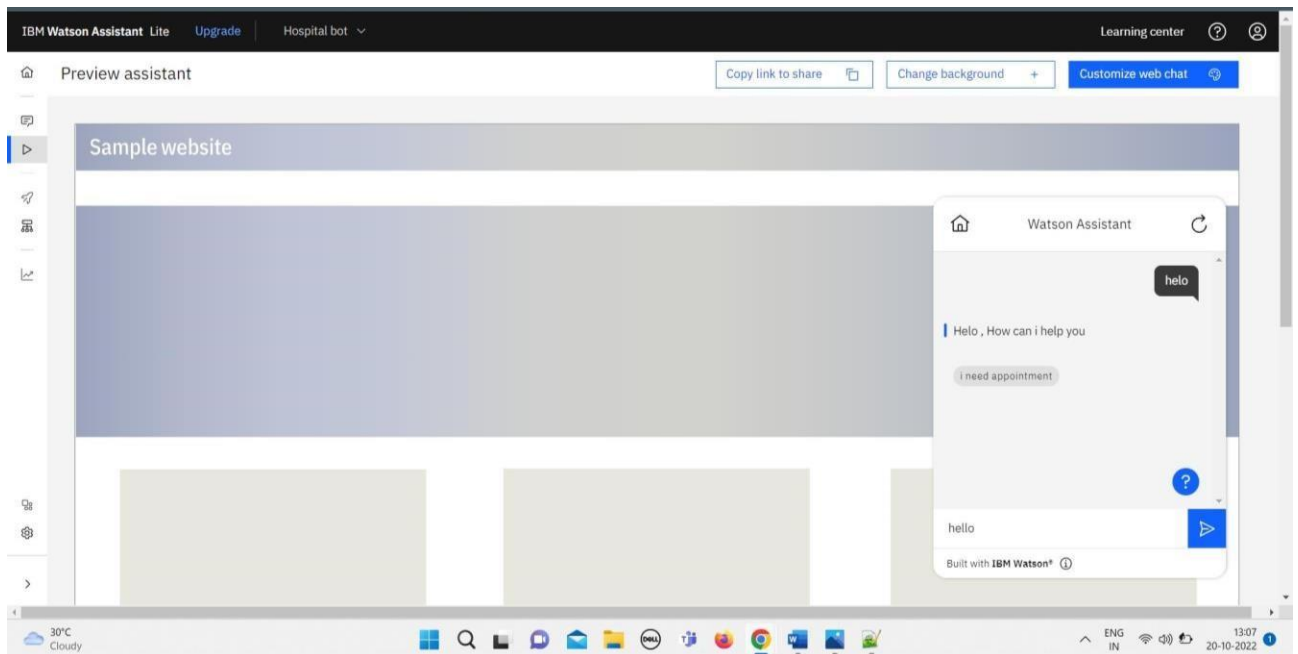 IBM Watson Assistant Lite Upgrade Hospital bot Learning center
Preview assistant Copy link to share Change background + Customize web chat
Sample website
Watson Assistant
helo
Helo , How can i help you
i need appointment
?
hello
Built with IBM Watson®
30°C
Cloudy
DELL
ENG
IN
13:07
20-10-2022
1